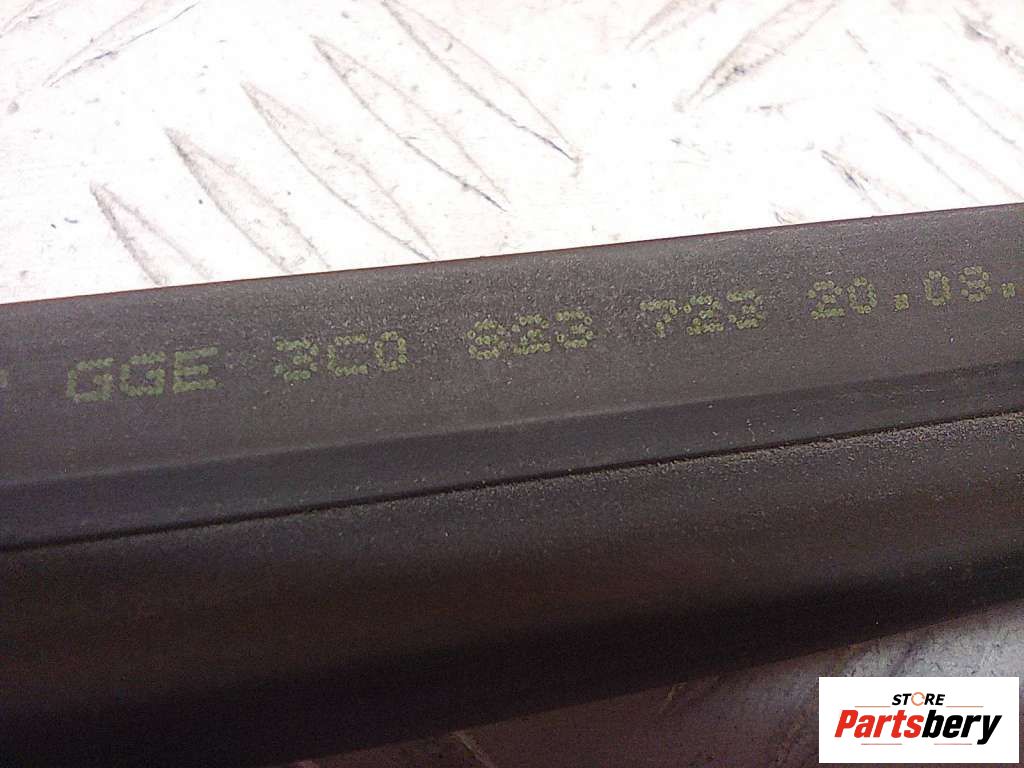 GGE 3C0 823 723 20.03.
STORE
Partsbery